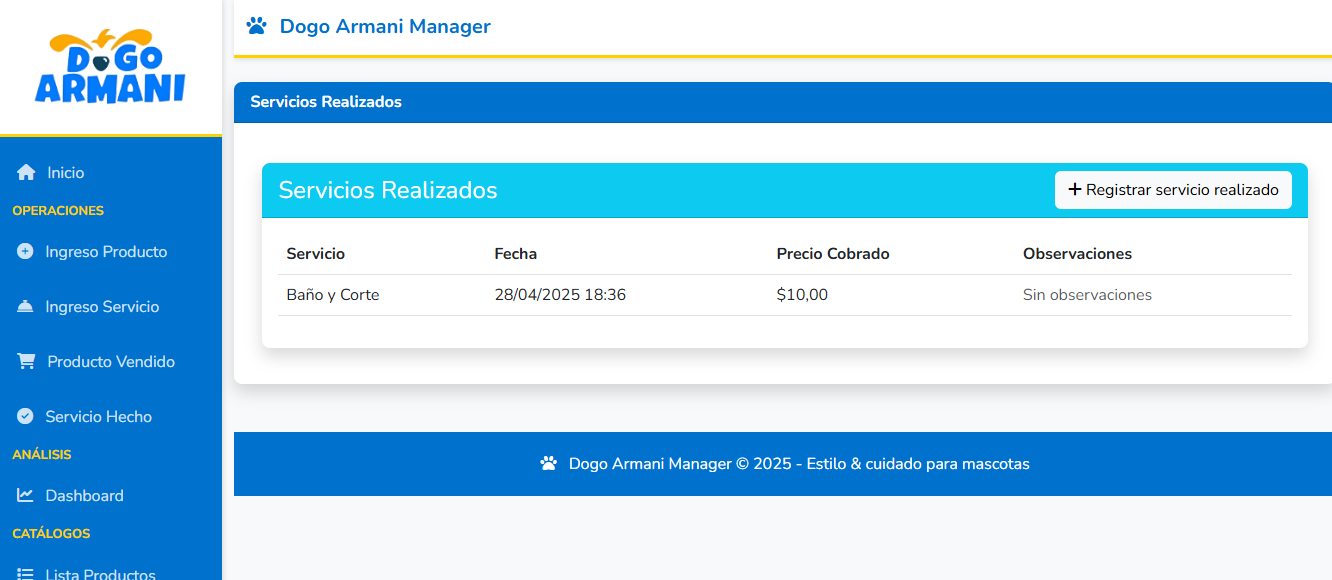 DOGO
ARMANI
Inicio
OPERACIONES
Ingreso Producto
Ingreso Servicio
Producto Vendido
Servicio Hecho
ANÁLISIS
Dashboard
CATÁLOGOS
Lista Productos
Dogo Armani Manager
Servicios Realizados
Servicios Realizados
+ Registrar servicio realizado
Servicio Fecha Precio Cobrado Observaciones
Baño y Corte 28/04/2025 18:36 $10,00 Sin observaciones
Dogo Armani Manager © 2025 - Estilo & cuidado para mascotas